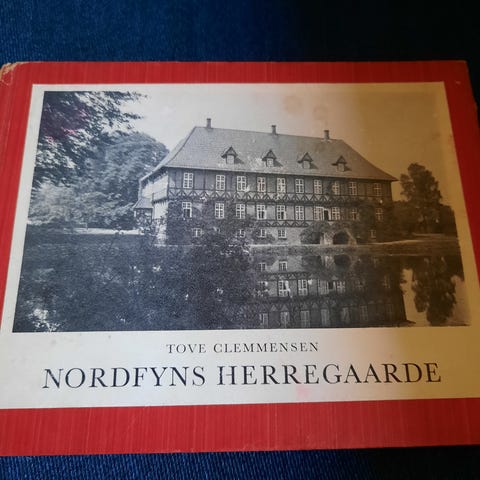 TOVE CLEMMENSEN
NORDFYNS HERREGAARDE